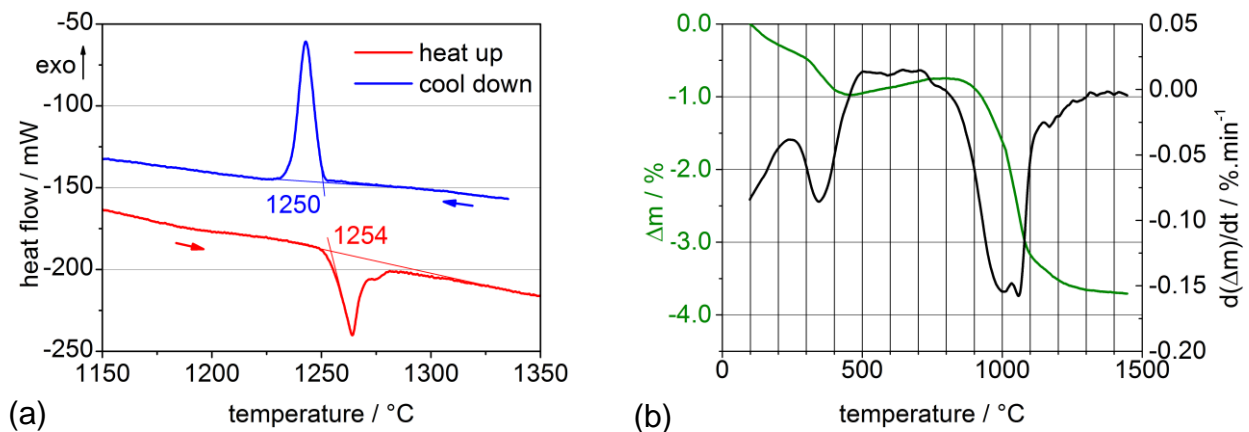 -50
exo
heat up
cool down
-100
heat flow / mW
-150
1250
1254
-200
-250
1150 1200 1250 1300 1350
temperature / °C
(a)
0.0
-1.0
-2.0
-3.0
-4.0
Δm / %
0.05
0.00
-0.05
-0.10
-0.15
-0.20
d(Δm)/dt / %.min⁻¹
0 500 1000 1500
temperature / °C
(b)